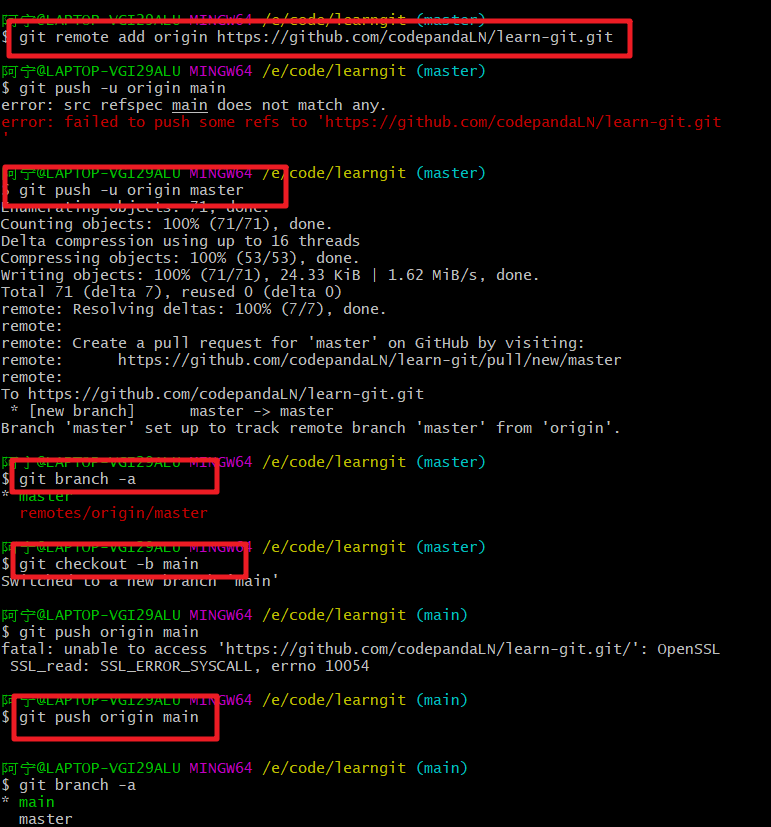 阿宁@LAPTOP-VGI29ALU MINGW64 /e/code/learngit (master)
$ git remote add origin https://github.com/codepandaLN/learn-git.git
阿宁@LAPTOP-VGI29ALU MINGW64 /e/code/learngit (master)
$ git push -u origin main
error: src refspec main does not match any.
error: failed to push some refs to 'https://github.com/codepandaLN/learn-git.git
'
阿宁@LAPTOP-VGI29ALU MINGW64 /e/code/learngit (master)
$ git push -u origin master
Enumerating objects: 71, done.
Counting objects: 100% (71/71), done.
Delta compression using up to 16 threads
Compressing objects: 100% (53/53), done.
Writing objects: 100% (71/71), 24.33 KiB | 1.62 MiB/s, done.
Total 71 (delta 7), reused 0 (delta 0)
remote: Resolving deltas: 100% (7/7), done.
remote:
remote: Create a pull request for 'master' on GitHub by visiting:
remote:      https://github.com/codepandaLN/learn-git/pull/new/master
remote:
To https://github.com/codepandaLN/learn-git.git
 * [new branch]      master -> master
Branch 'master' set up to track remote branch 'master' from 'origin'.
阿宁@LAPTOP-VGI29ALU MINGW64 /e/code/learngit (master)
$ git branch -a
* master
  remotes/origin/master
阿宁@LAPTOP-VGI29ALU MINGW64 /e/code/learngit (master)
$ git checkout -b main
Switched to a new branch 'main'
阿宁@LAPTOP-VGI29ALU MINGW64 /e/code/learngit (main)
$ git push origin main
fatal: unable to access 'https://github.com/codepandaLN/learn-git.git/': OpenSSL
 SSL_read: SSL_ERROR_SYSCALL, errno 10054
阿宁@LAPTOP-VGI29ALU MINGW64 /e/code/learngit (main)
$ git push origin main
阿宁@LAPTOP-VGI29ALU MINGW64 /e/code/learngit (main)
$ git branch -a
* main
  master